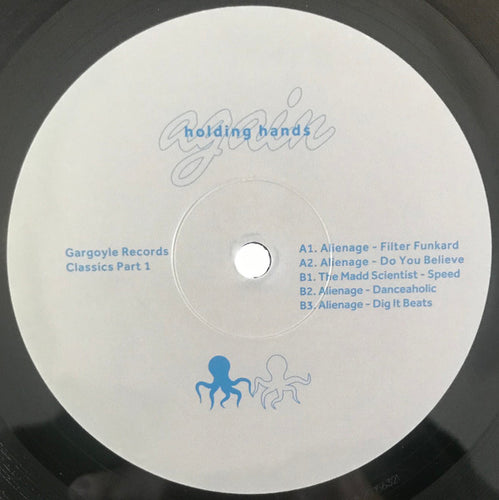 again
holding hands
Gargoyle Records
Classics Part 1
A1. Alienage - Filter Funkard
A2. Alienage - Do You Believe
B1. The Madd Scientist - Speed
B2. Alienage - Danceaholic
B3. Alienage - Dig It Beats